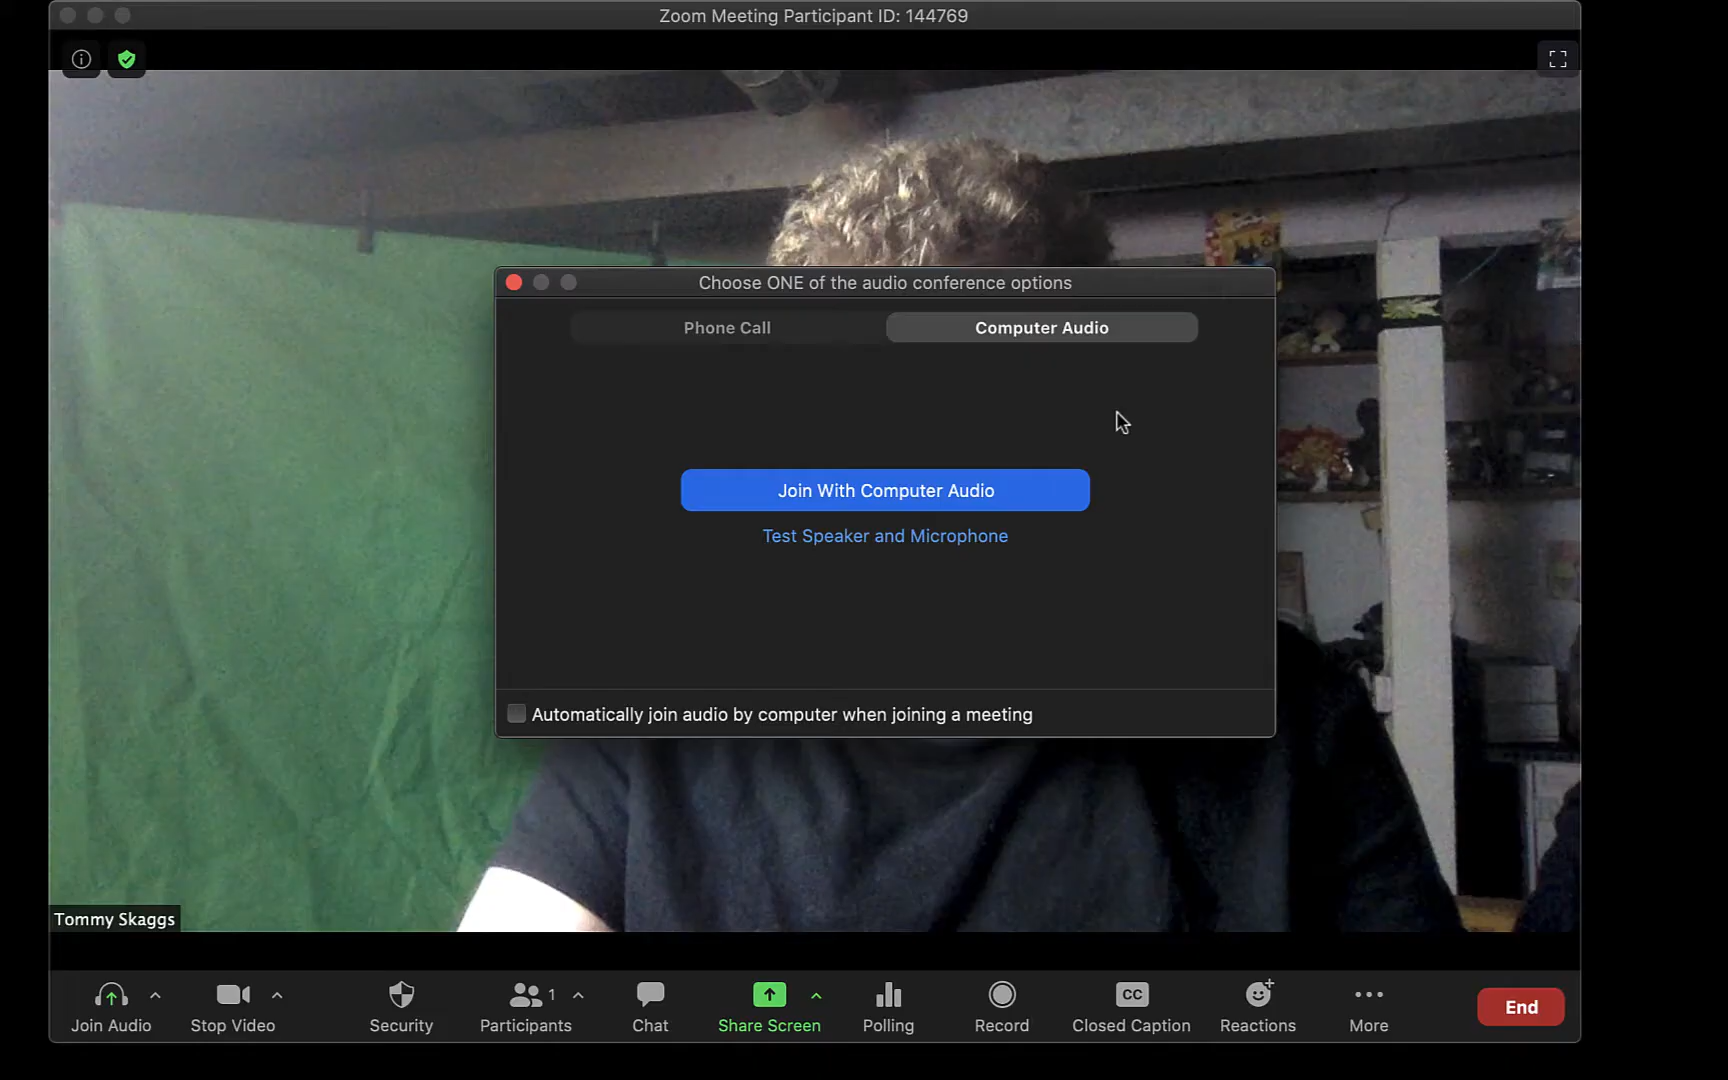 Zoom Meeting Participant ID: 144769
Choose ONE of the audio conference options
Phone Call
Computer Audio
Join With Computer Audio
Test Speaker and Microphone
Automatically join audio by computer when joining a meeting
Tommy Skaggs
1
CC
Join Audio
Stop Video
Security
Participants
Chat
Share Screen
Polling
Record
Closed Caption
Reactions
More
End